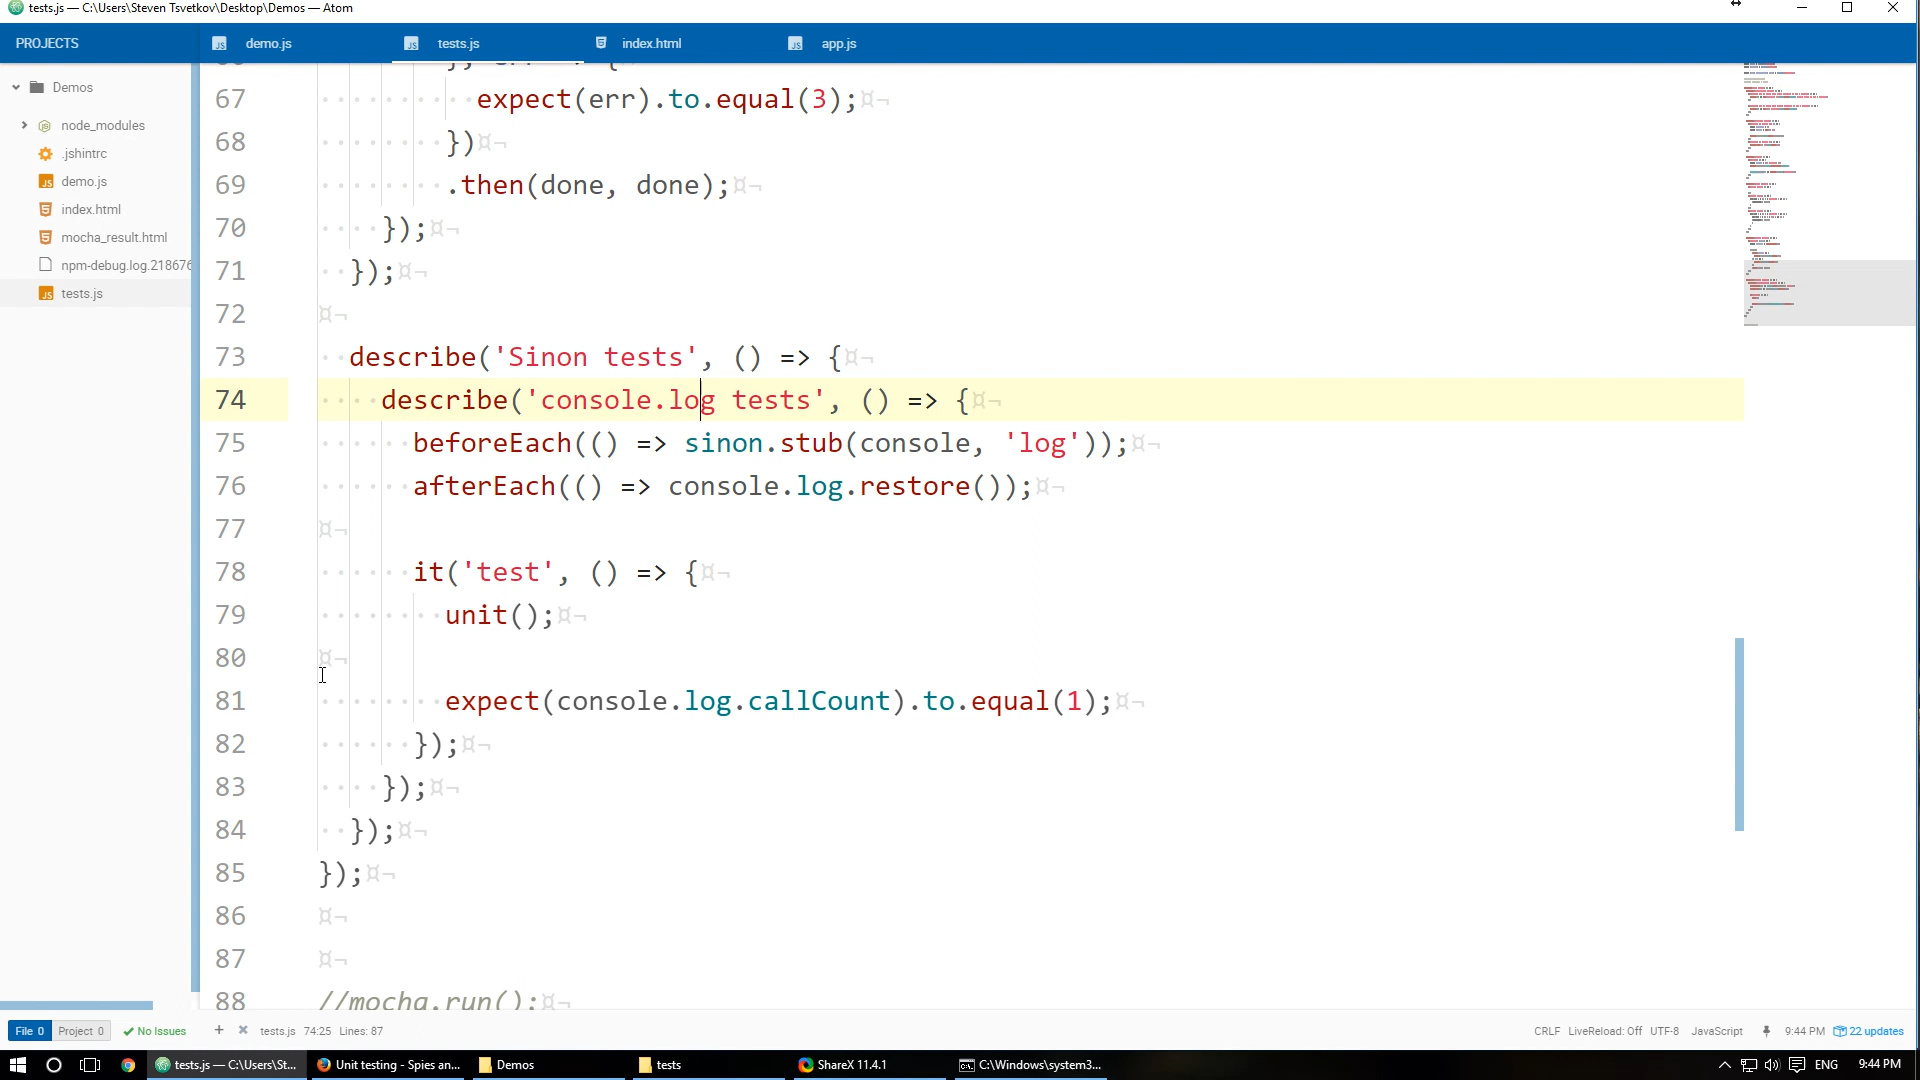 tests.js — C:\Users\Steven Tsvetkov\Desktop\Demos — Atom
PROJECTS
demo.js
tests.js
index.html
app.js
Demos
node_modules
.jshintrc
demo.js
index.html
mocha_result.html
npm-debug.log.218676
tests.js
67 expect(err).to.equal(3);¤¬
68 })¤¬
69 .then(done, done);¤¬
70 });¤¬
71 });¤¬
72 ¤¬
73 describe('Sinon tests', () => {¤¬
74 describe('console.log tests', () => {¤¬
75 beforeEach(() => sinon.stub(console, 'log'));¤¬
76 afterEach(() => console.log.restore());¤¬
77 ¤¬
78 it('test', () => {¤¬
79 unit();¤¬
80 ¤¬
81 expect(console.log.callCount).to.equal(1);¤¬
82 });¤¬
83 });¤¬
84 });¤¬
85 });¤¬
86 ¤¬
87 ¤¬
88 //mocha.run();¤¬
File 0 Project 0 No Issues + tests.js 74:25 Lines: 87 CRLF LiveReload: Off UTF-8 JavaScript 9:44 PM 22 updates
tests.js — C:\Users\St... Unit testing - Spies an... Demos tests ShareX 11.4.1 C:\Windows\system3... ENG 9:44 PM